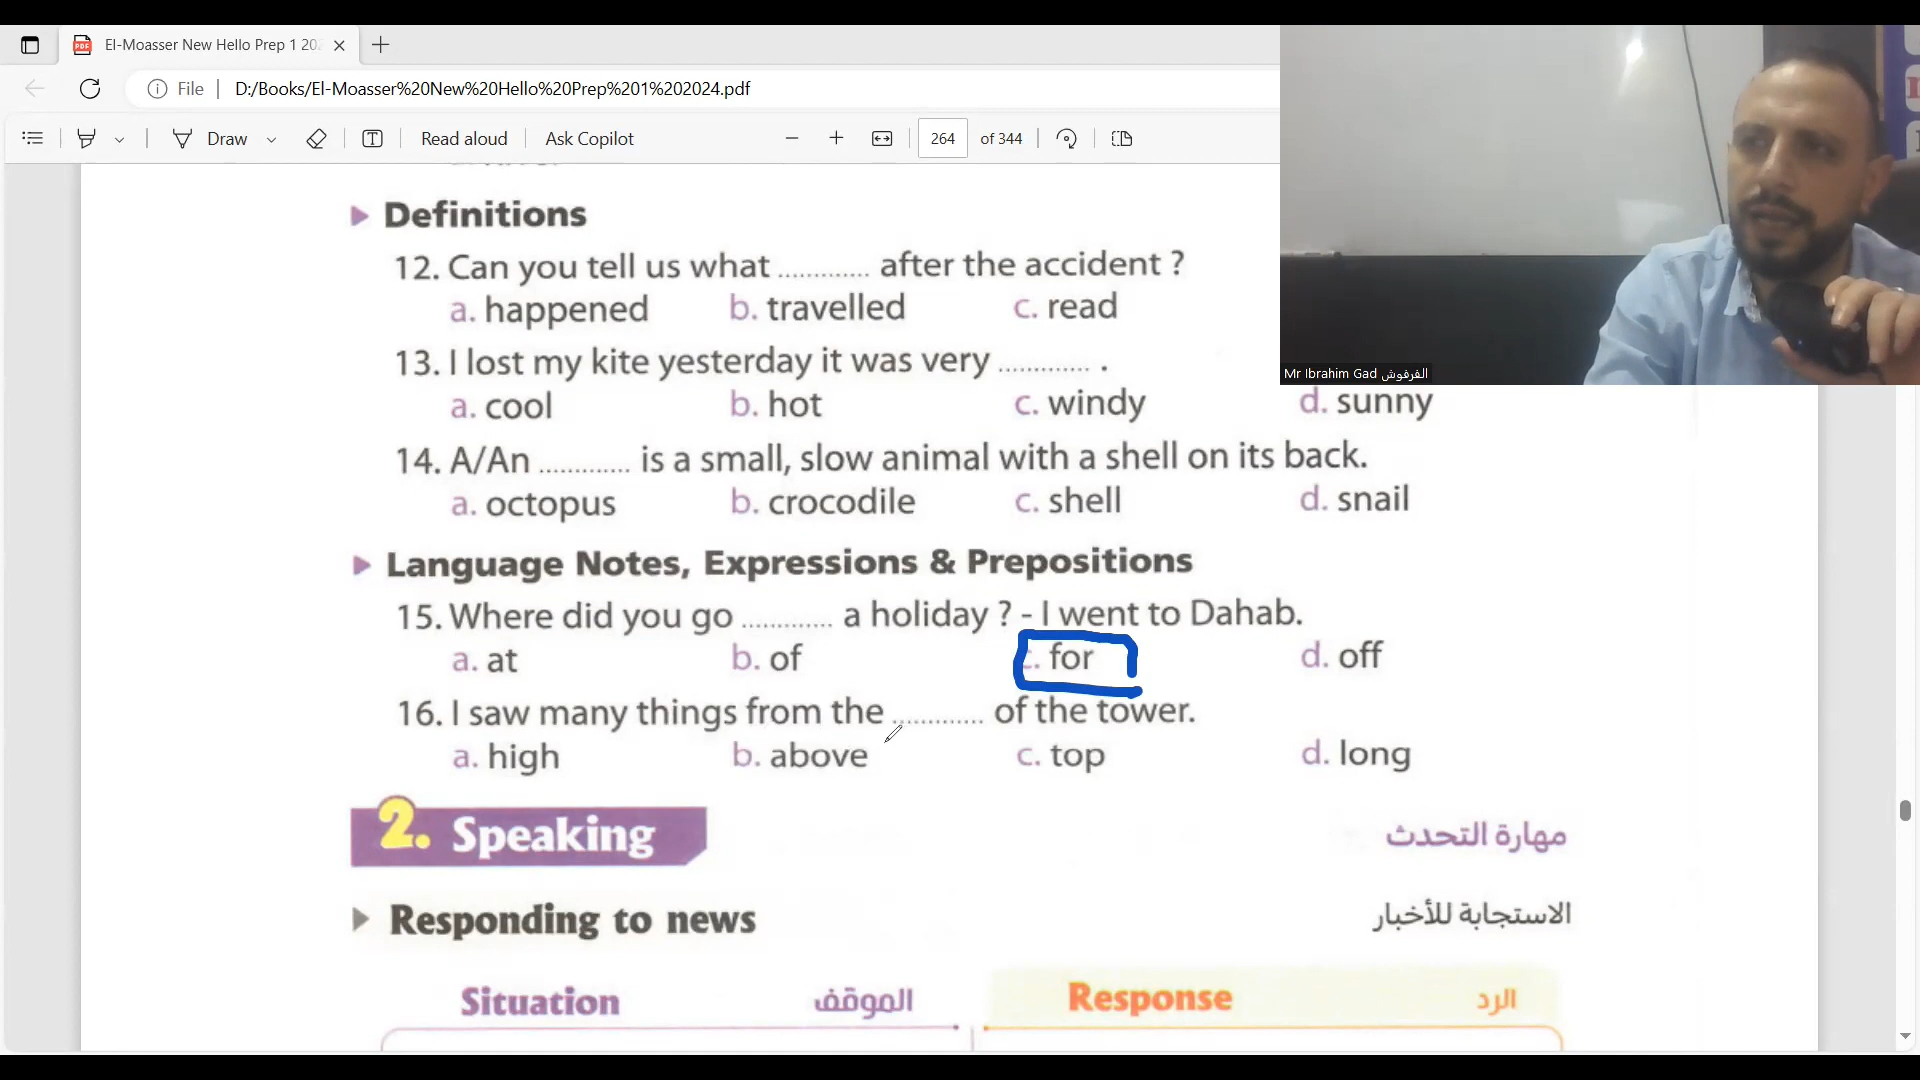 El-Moasser New Hello Prep 1 202
File
D:/Books/El-Moasser%20New%20Hello%20Prep%201%202024.pdf
Draw
Read aloud
Ask Copilot
264 of 344
Mr Ibrahim Gad الفرفوش
Definitions
12. Can you tell us what ............ after the accident ?
a. happened b. travelled c. read
13. I lost my kite yesterday it was very ............ .
a. cool b. hot c. windy d. sunny
14. A/An ............ is a small, slow animal with a shell on its back.
a. octopus b. crocodile c. shell d. snail
Language Notes, Expressions & Prepositions
15. Where did you go ............ a holiday ? - I went to Dahab.
a. at b. of c. for d. off
16. I saw many things from the ............ of the tower.
a. high b. above c. top d. long
2. Speaking مهارة التحدث
Responding to news الاستجابة للأخبار
Situation الموقف Response الرد